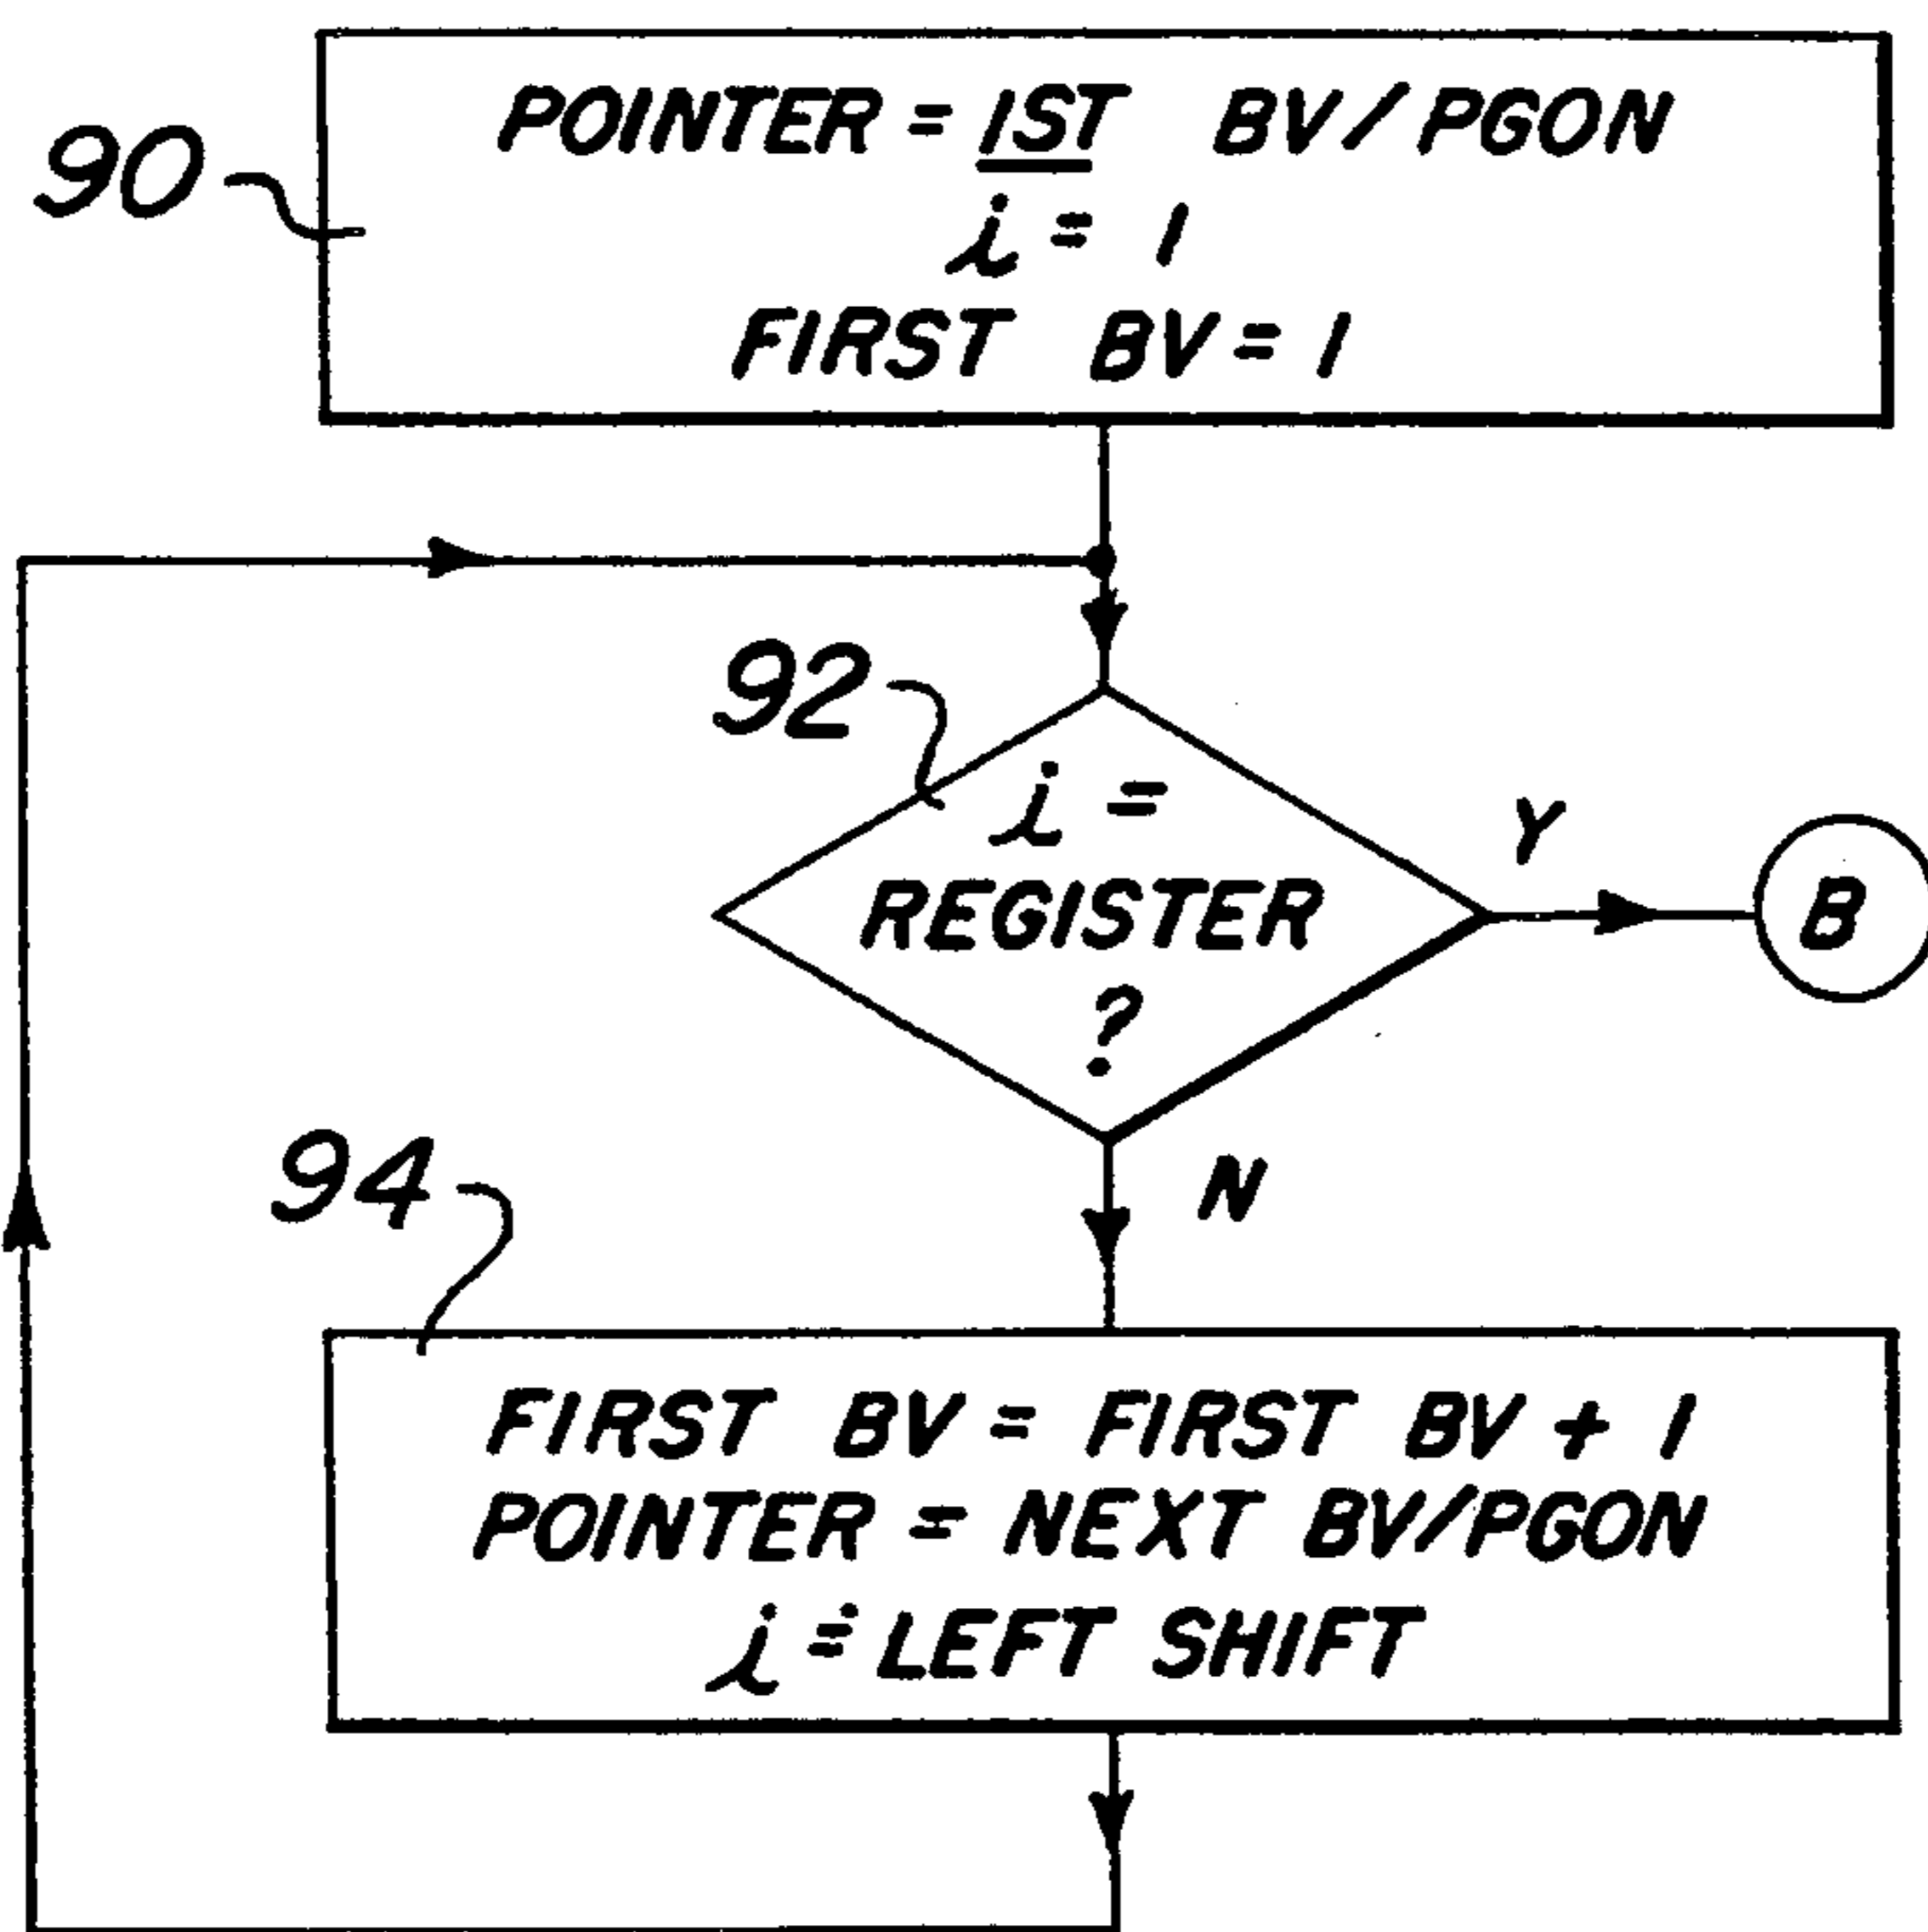 POINTER = 1ST BV/PGON
90
i = 1
FIRST BV = 1
92
i =
Y
REGISTER
B
?
94
N
FIRST BV = FIRST BV + 1
POINTER = NEXT BV/PGON
i = LEFT SHIFT